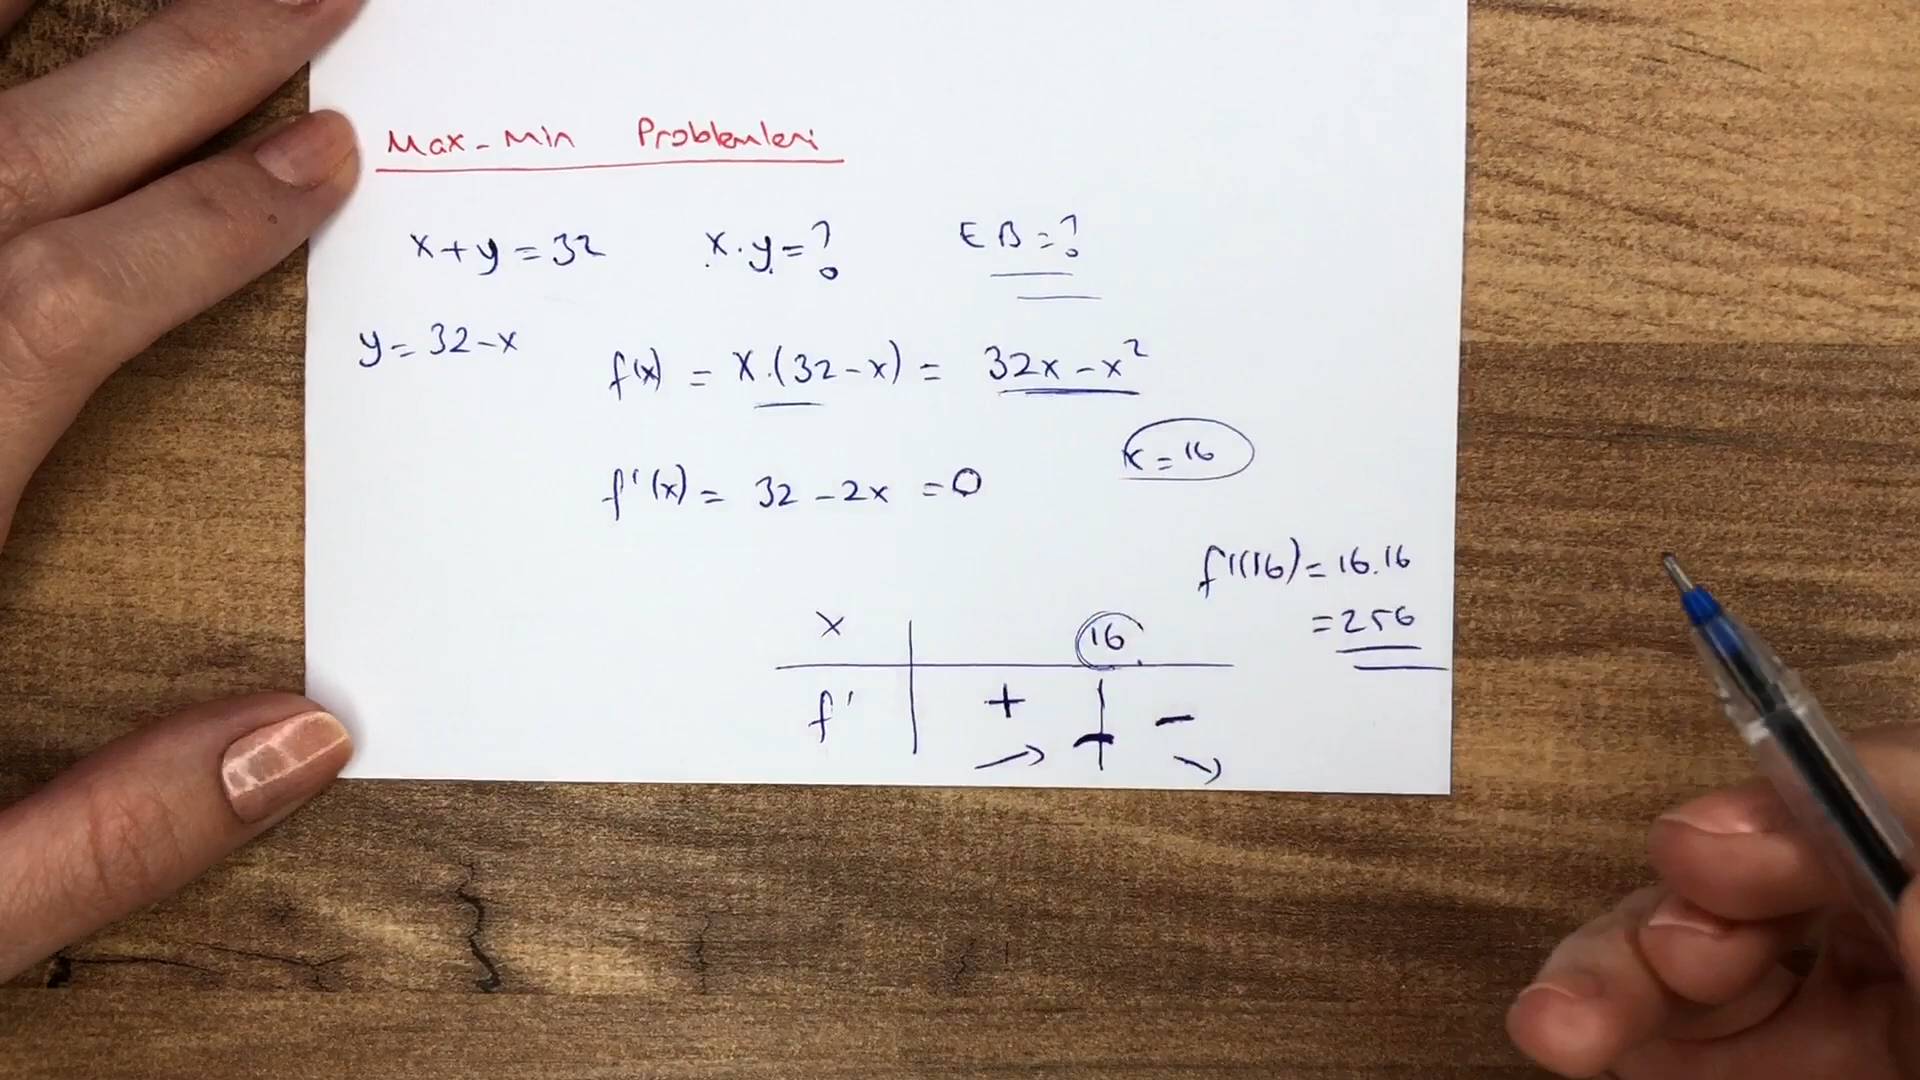 Max-Min Problemleri
x+y=32 x.y=? EB=?
y=32-x
f(x) = x.(32-x) = 32x-x²
x=16
f'(x) = 32-2x =0
f'(16)=16.16
=256
x 16
f' + -